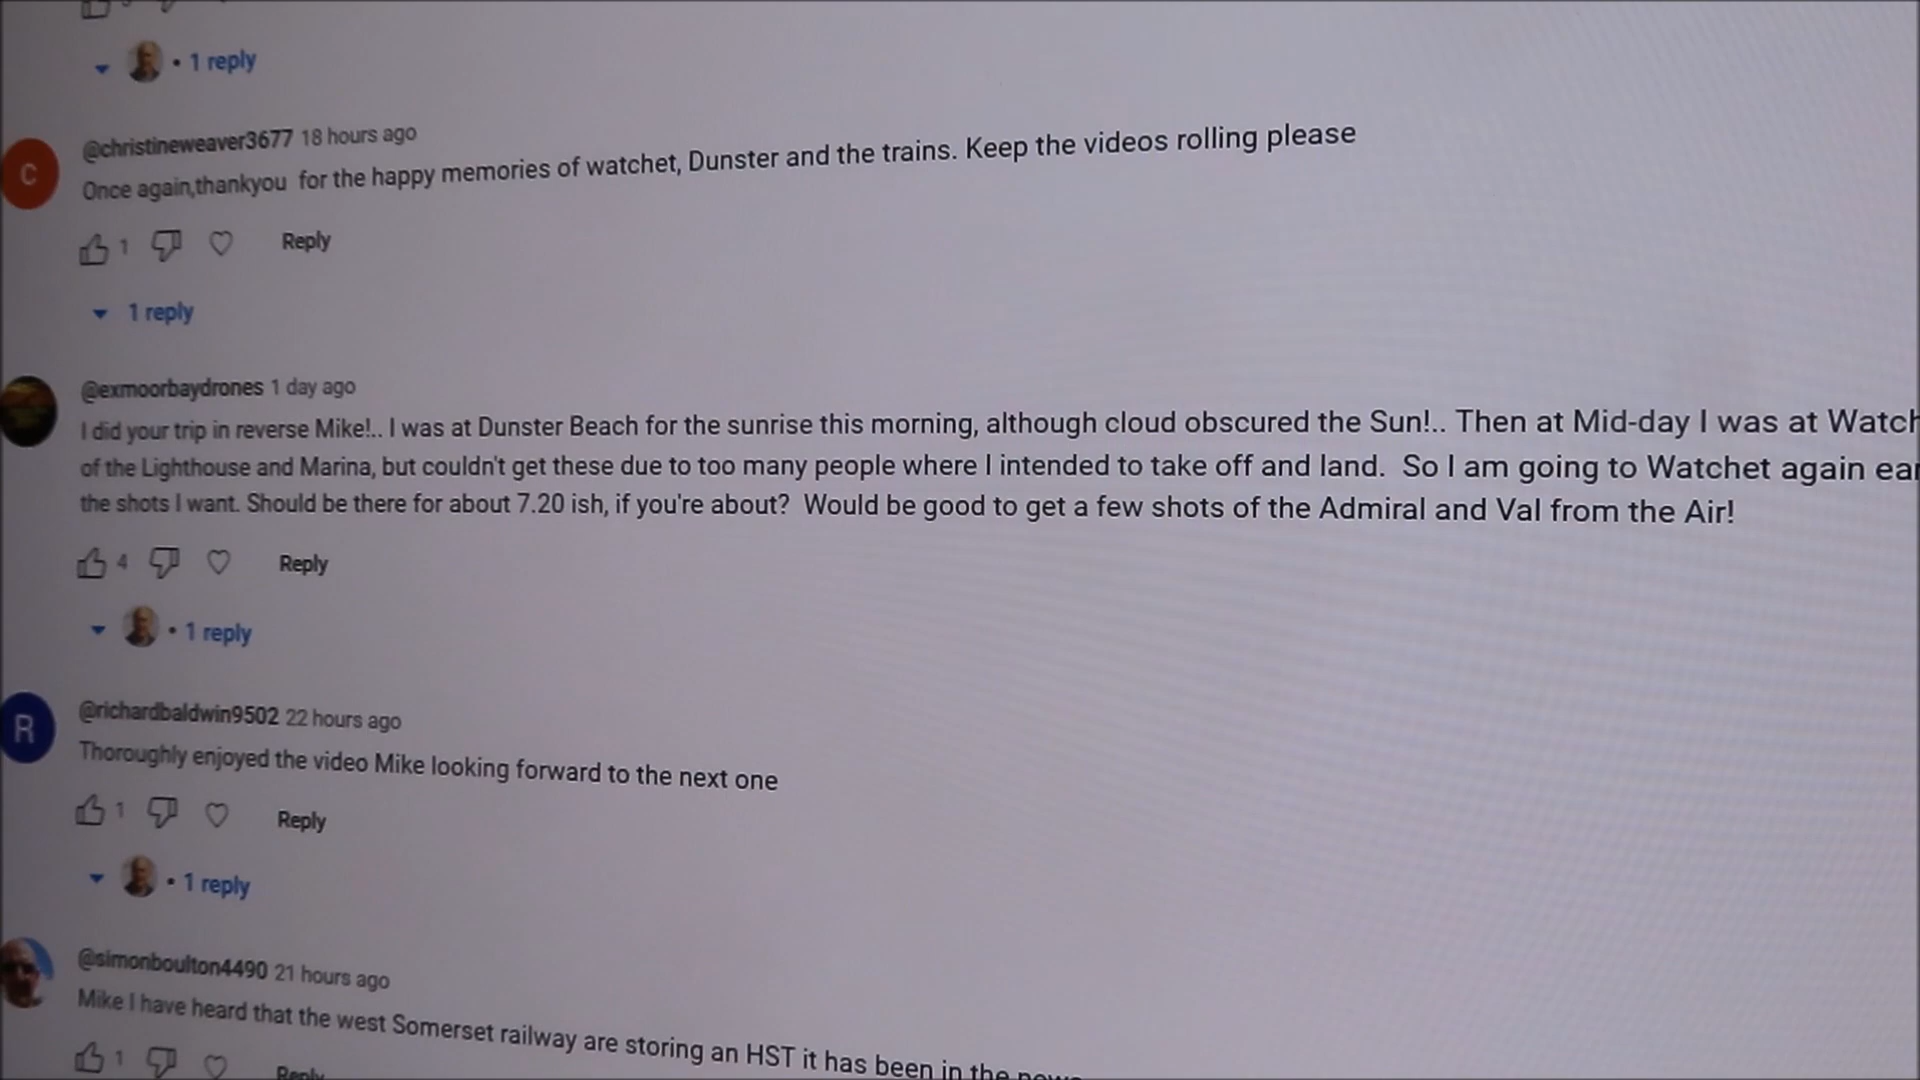 • 1 reply
C
@christineweaver3677 18 hours ago
Once again,thankyou for the happy memories of watchet, Dunster and the trains. Keep the videos rolling please
1 Reply
1 reply
@exmoorbaydrones 1 day ago
I did your trip in reverse Mike!.. I was at Dunster Beach for the sunrise this morning, although cloud obscured the Sun!.. Then at Mid-day I was at Watch
of the Lighthouse and Marina, but couldn't get these due to too many people where I intended to take off and land. So I am going to Watchet again ear
the shots I want. Should be there for about 7.20 ish, if you're about? Would be good to get a few shots of the Admiral and Val from the Air!
4 Reply
• 1 reply
R
@richardbaldwin9502 22 hours ago
Thoroughly enjoyed the video Mike looking forward to the next one
1 Reply
• 1 reply
@simonboulton4490 21 hours ago
Mike I have heard that the west Somerset railway are storing an HST it has been in the news
1 Reply